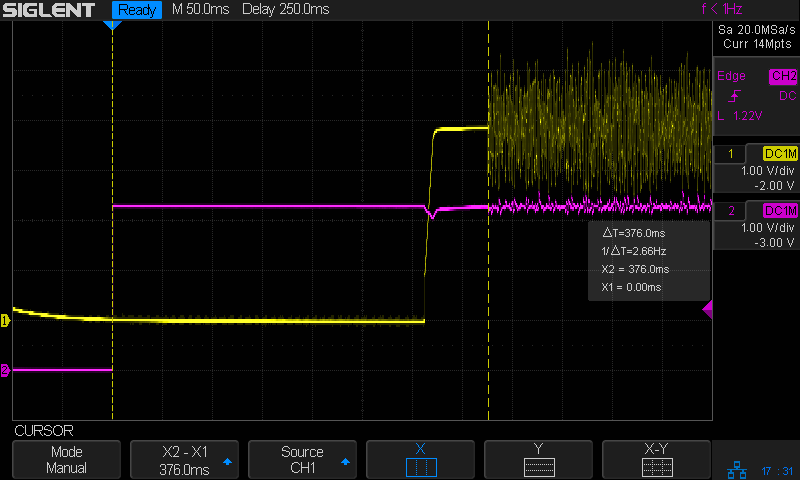 SIGLENT Ready M 50.0ms Delay 250.0ms f < 1Hz
Sa 20.0MSa/s
Curr 14Mpts
Edge CH2
DC
L 1.22V
1 DC1M
1.00 V/div
-2.00 V
2 DC1M
1.00 V/div
-3.00 V
△T=376.0ms
1/△T=2.66Hz
X2 = 376.0ms
X1 = 0.00ms
1
2
CURSOR
Mode
Manual
X2 - X1
376.0ms
Source
CH1
X
Y
X-Y
17 : 31